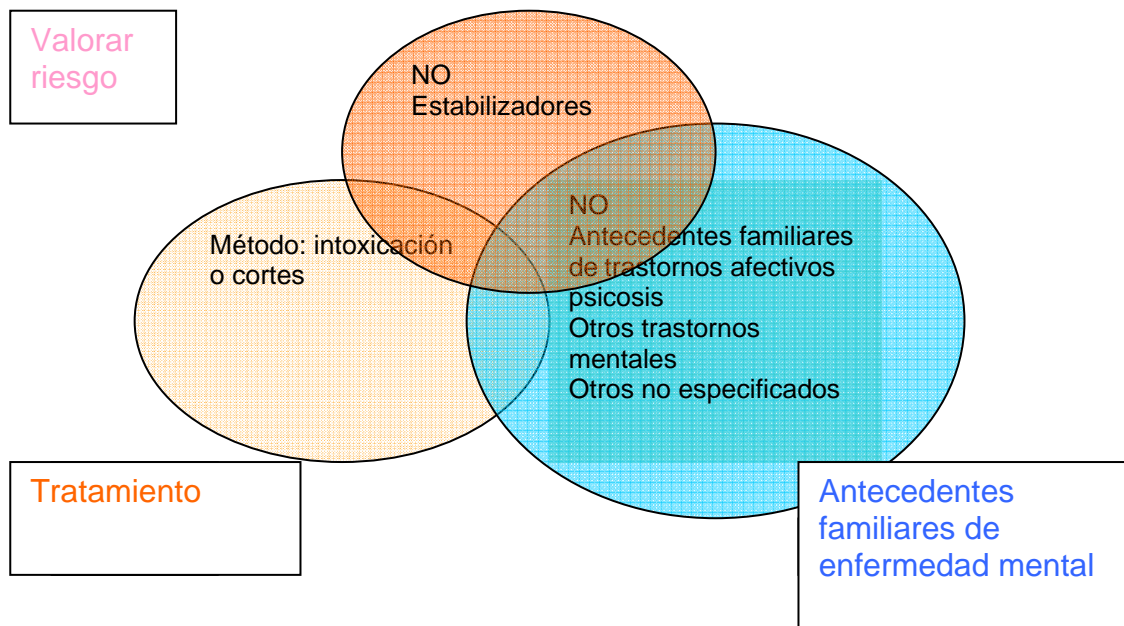 Valorar
riesgo
NO
Estabilizadores
Método: intoxicación
o cortes
NO
Antecedentes familiares
de trastornos afectivos
psicosis
Otros trastornos
mentales
Otros no especificados
Tratamiento
Antecedentes
familiares de
enfermedad mental